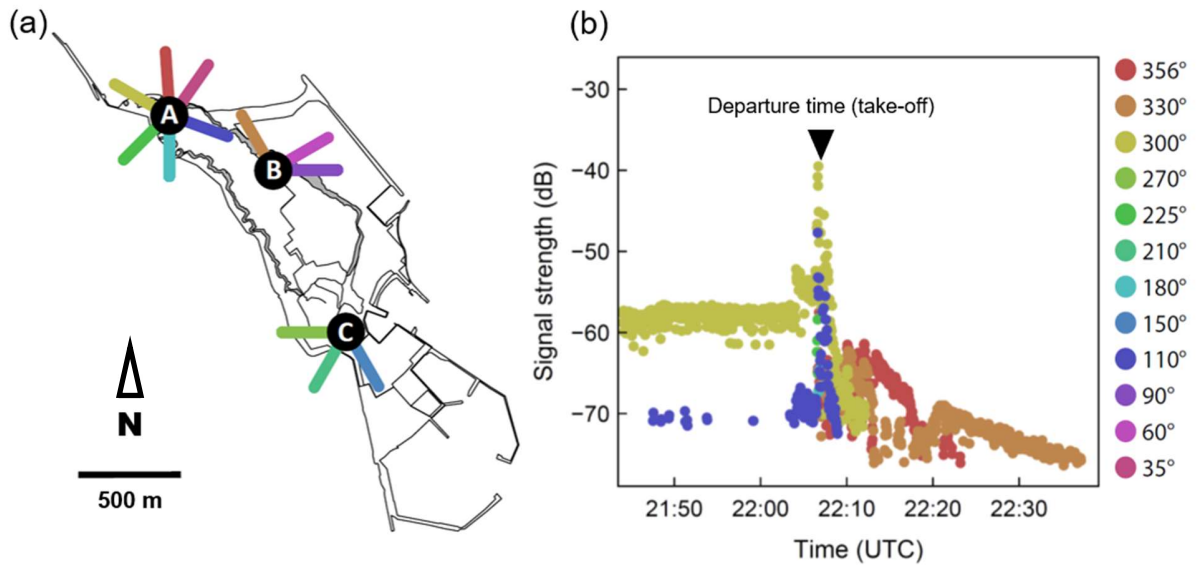 (a)
A
B
C
N
500 m
(b)
Departure time (take-off)
Signal strength (dB)
−30
−40
−50
−60
−70
21:50
22:00
22:10
22:20
22:30
Time (UTC)
356°
330°
300°
270°
225°
210°
180°
150°
110°
90°
60°
35°